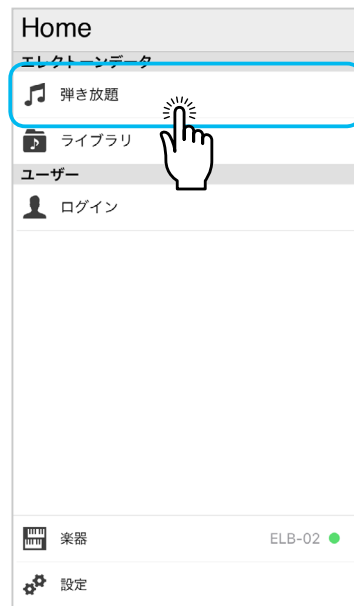 Home
エレクトーンデータ
弾き放題
ライブラリ
ユーザー
ログイン
楽器 ELB-02
設定